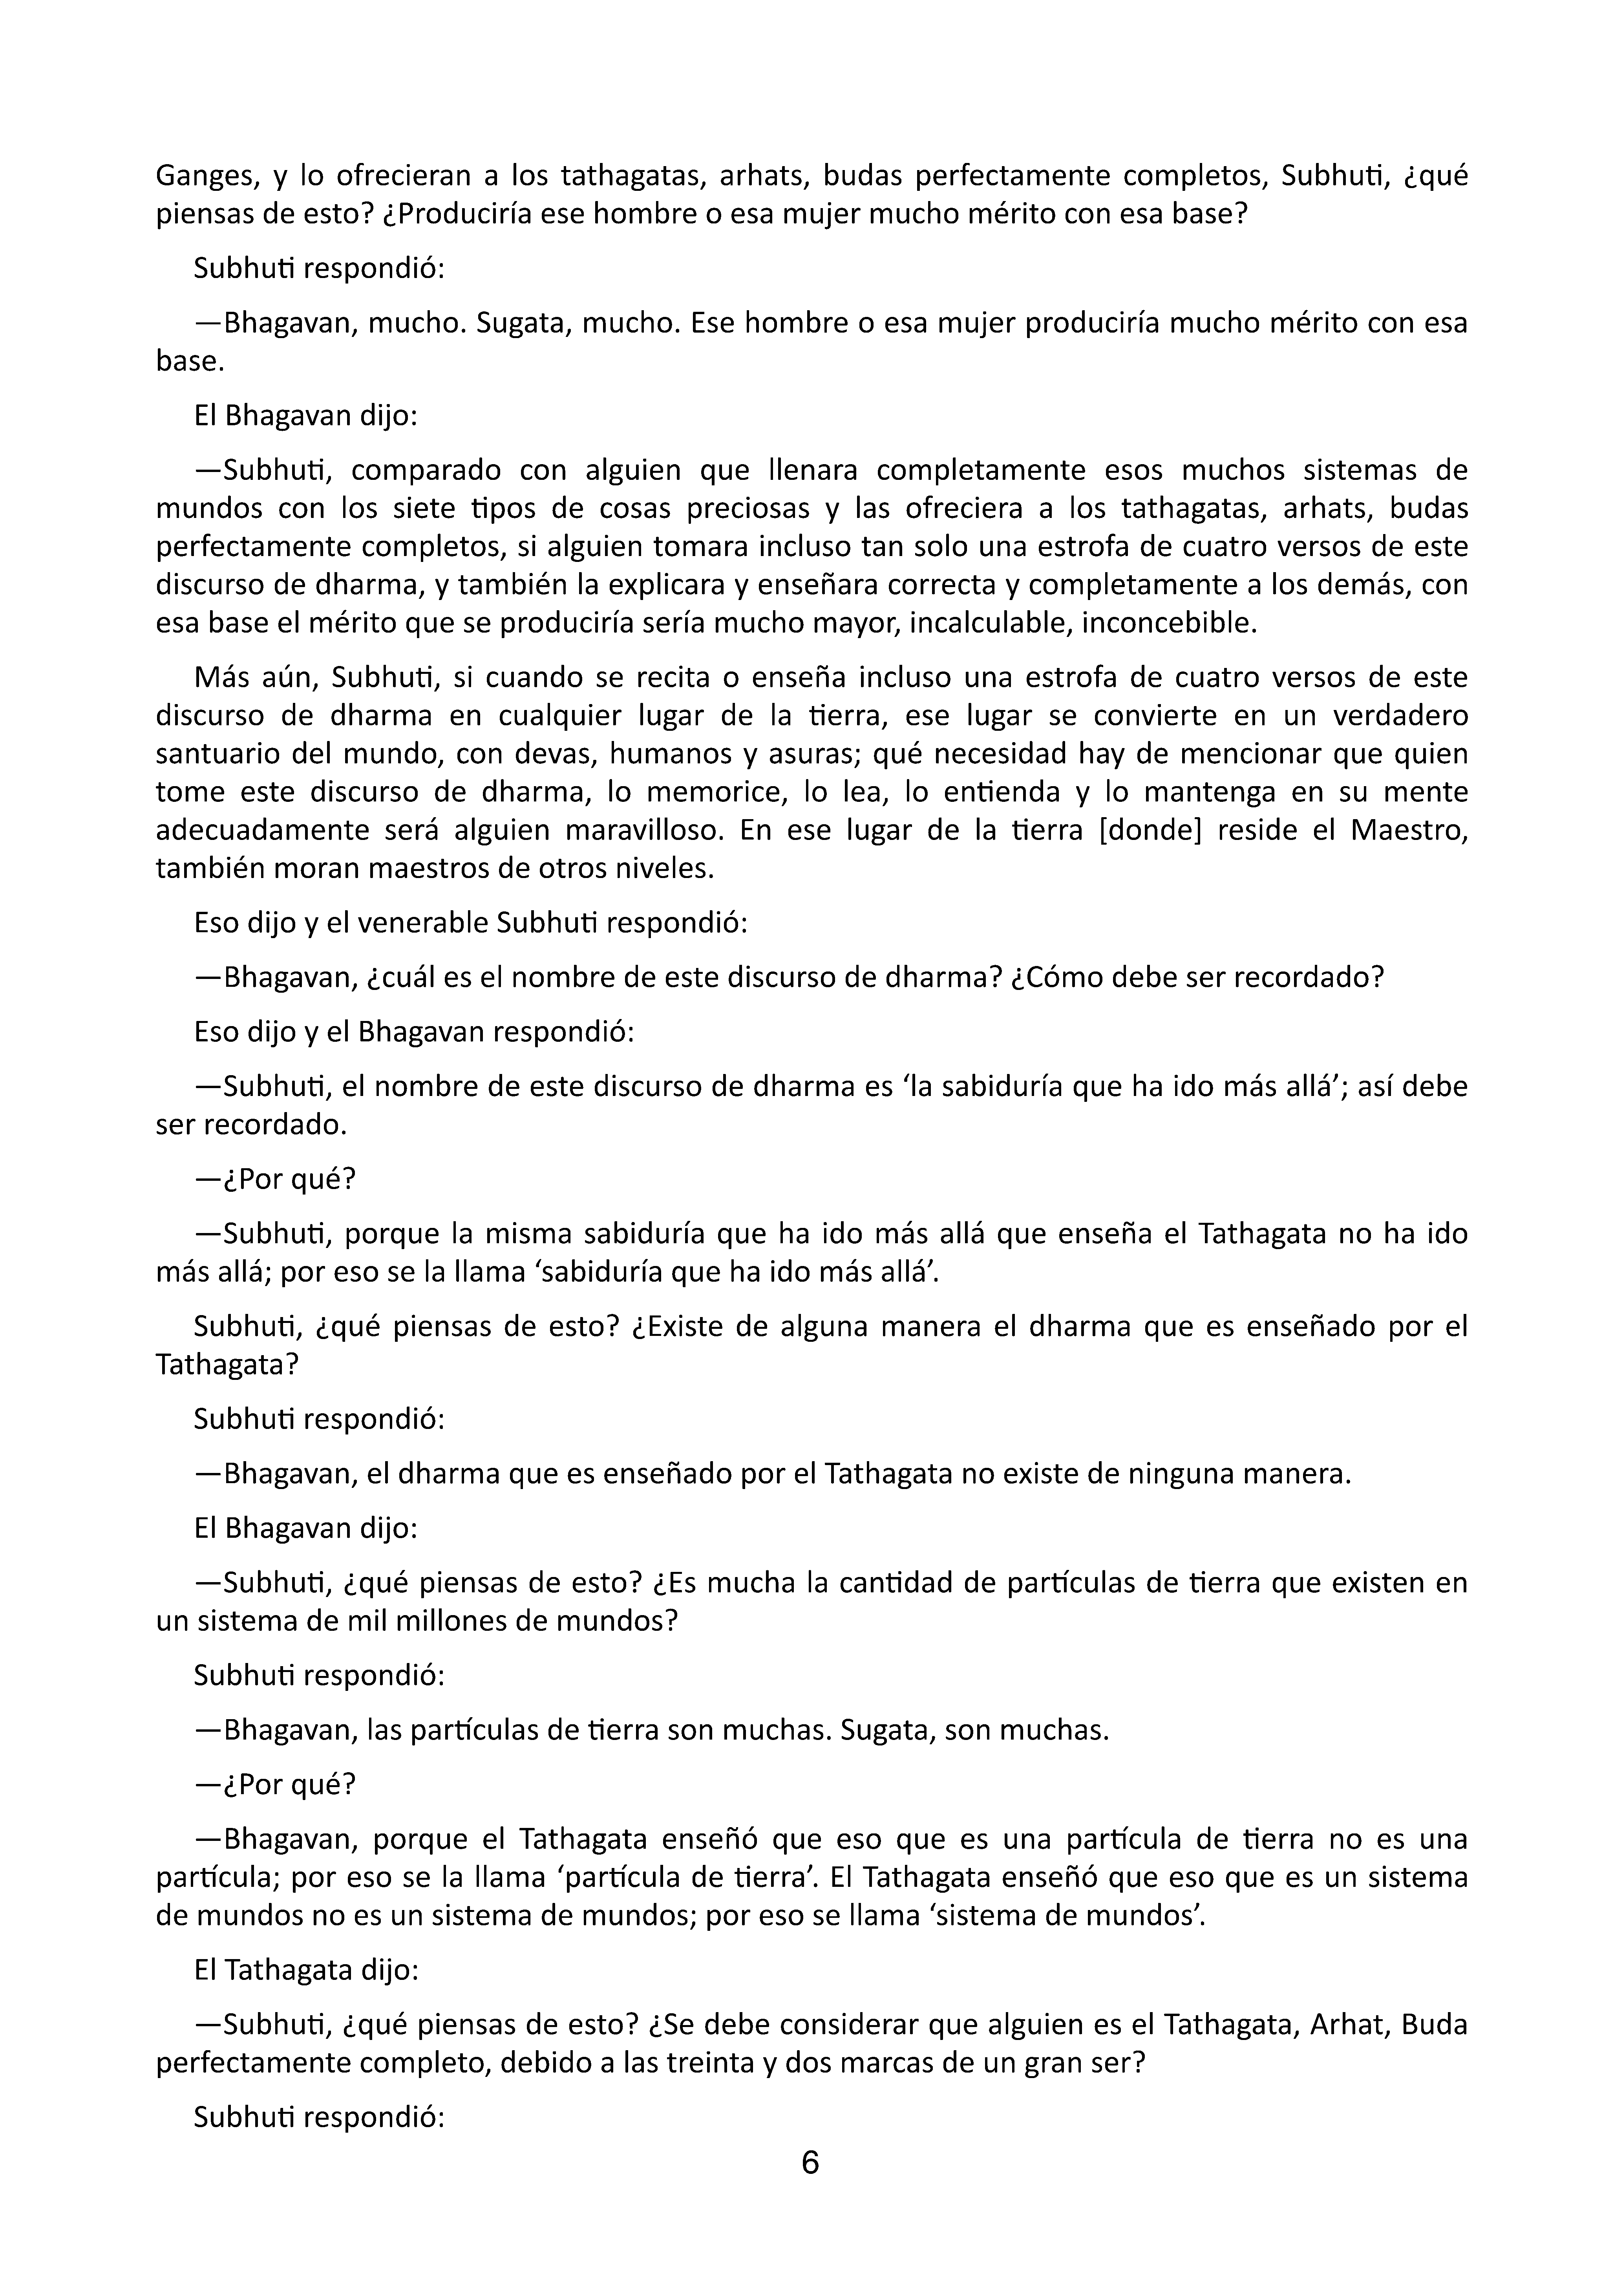 Ganges, y lo ofrecieran a los tathagatas, arhats, budas perfectamente completos, Subhuti, ¿qué
piensas de esto? ¿Produciría ese hombre o esa mujer mucho mérito con esa base?
Subhuti respondió:
—Bhagavan, mucho. Sugata, mucho. Ese hombre o esa mujer produciría mucho mérito con esa
base.
El Bhagavan dijo:
—Subhuti, comparado con alguien que llenara completamente esos muchos sistemas de
mundos con los siete tipos de cosas preciosas y las ofreciera a los tathagatas, arhats, budas
perfectamente completos, si alguien tomara incluso tan solo una estrofa de cuatro versos de este
discurso de dharma, y también la explicara y enseñara correcta y completamente a los demás, con
esa base el mérito que se produciría sería mucho mayor, incalculable, inconcebible.
Más aún, Subhuti, si cuando se recita o enseña incluso una estrofa de cuatro versos de este
discurso de dharma en cualquier lugar de la tierra, ese lugar se convierte en un verdadero
santuario del mundo, con devas, humanos y asuras; qué necesidad hay de mencionar que quien
tome este discurso de dharma, lo memorice, lo lea, lo entienda y lo mantenga en su mente
adecuadamente será alguien maravilloso. En ese lugar de la tierra [donde] reside el Maestro,
también moran maestros de otros niveles.
Eso dijo y el venerable Subhuti respondió:
—Bhagavan, ¿cuál es el nombre de este discurso de dharma? ¿Cómo debe ser recordado?
Eso dijo y el Bhagavan respondió:
—Subhuti, el nombre de este discurso de dharma es ‘la sabiduría que ha ido más allá’; así debe
ser recordado.
—¿Por qué?
—Subhuti, porque la misma sabiduría que ha ido más allá que enseña el Tathagata no ha ido
más allá; por eso se la llama ‘sabiduría que ha ido más allá’.
Subhuti, ¿qué piensas de esto? ¿Existe de alguna manera el dharma que es enseñado por el
Tathagata?
Subhuti respondió:
—Bhagavan, el dharma que es enseñado por el Tathagata no existe de ninguna manera.
El Bhagavan dijo:
—Subhuti, ¿qué piensas de esto? ¿Es mucha la cantidad de partículas de tierra que existen en
un sistema de mil millones de mundos?
Subhuti respondió:
—Bhagavan, las partículas de tierra son muchas. Sugata, son muchas.
—¿Por qué?
—Bhagavan, porque el Tathagata enseñó que eso que es una partícula de tierra no es una
partícula; por eso se la llama ‘partícula de tierra’. El Tathagata enseñó que eso que es un sistema
de mundos no es un sistema de mundos; por eso se llama ‘sistema de mundos’.
El Tathagata dijo:
—Subhuti, ¿qué piensas de esto? ¿Se debe considerar que alguien es el Tathagata, Arhat, Buda
perfectamente completo, debido a las treinta y dos marcas de un gran ser?
Subhuti respondió:
6